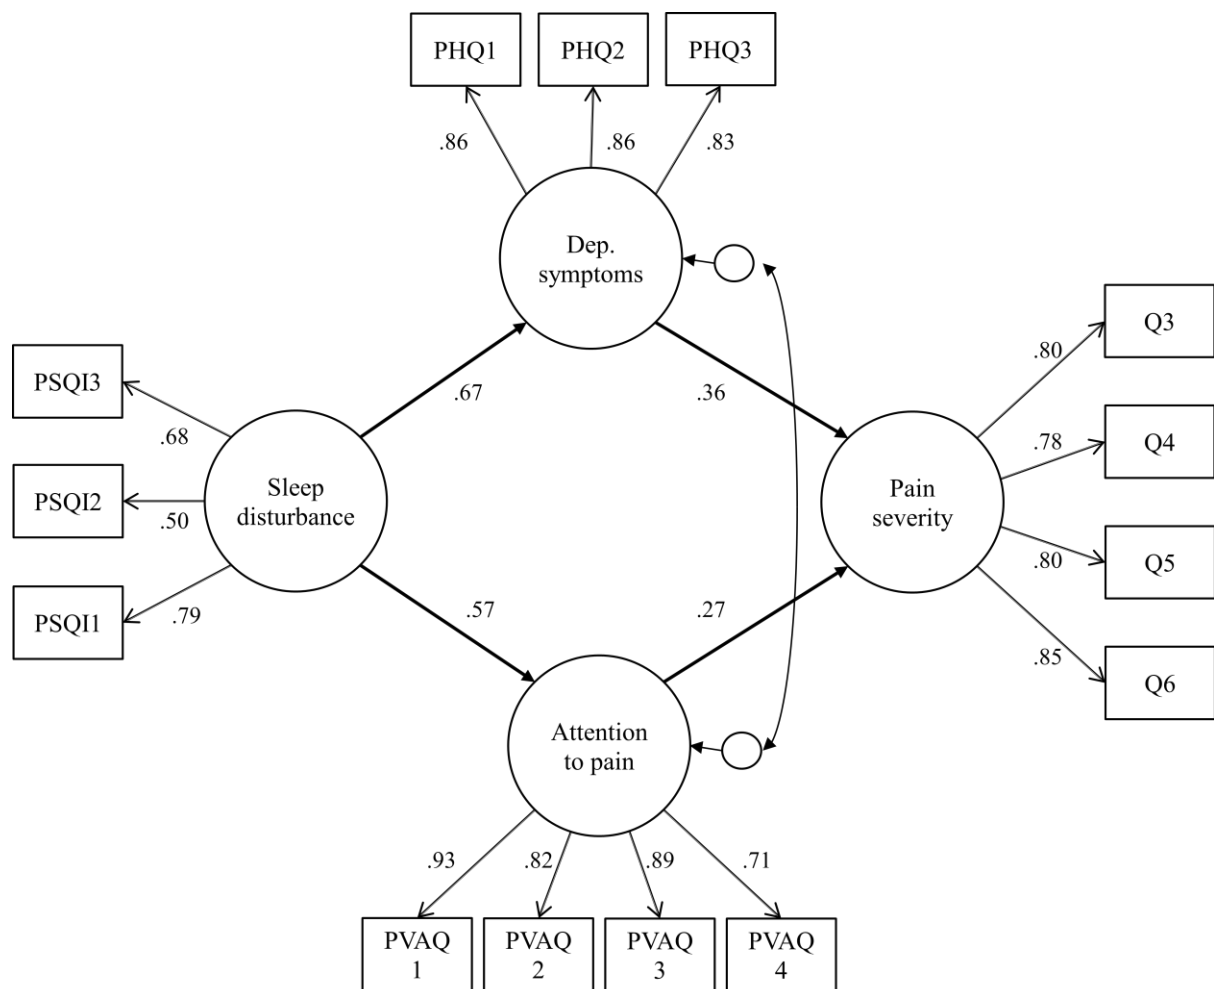 PHQ1
PHQ2
PHQ3
.86
.86
.83
Dep.
symptoms
PSQI3
PSQI2
PSQI1
.68
.50
.79
Sleep
disturbance
.67
.57
.36
.27
Pain
severity
.80
.78
.80
.85
Q3
Q4
Q5
Q6
Attention
to pain
.93
.82
.89
.71
PVAQ
1
PVAQ
2
PVAQ
3
PVAQ
4